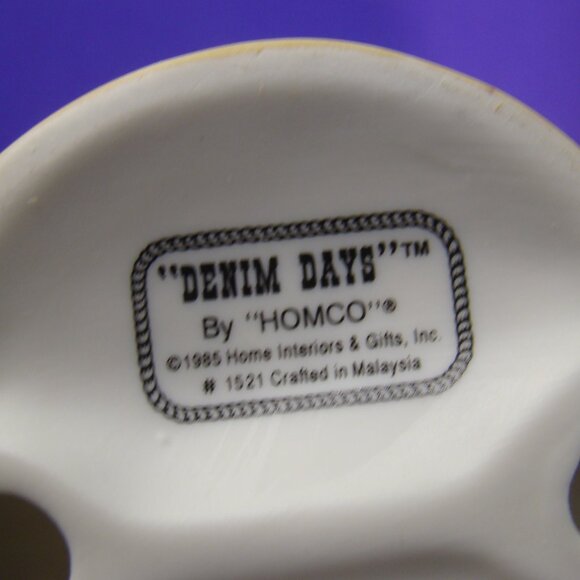 "DENIM DAYS"™
By "HOMCO"®
©1985 Home Interiors & Gifts, Inc.
# 1521 Crafted in Malaysia